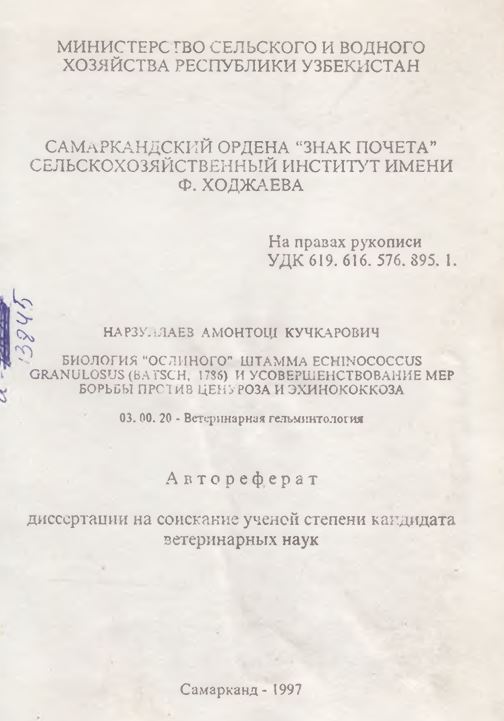 МИНИСТЕРСТВО СЕЛЬСКОГО И ВОДНОГО
ХОЗЯЙСТВА РЕСПУБЛИКИ УЗБЕКИСТАН
САМАРКАНДСКИЙ ОРДЕНА “ЗНАК ПОЧЕТА”
СЕЛЬСКОХОЗЯЙСТВЕННЫЙ ИНСТИТУТ ИМЕНИ
Ф. ХОДЖАЕВА
На правах рукописи
УДК 619. 616. 576. 895. 1.
13845
НАРЗУЛЛАЕВ АМОНТОШ КУЧКАРОВИЧ
БИОЛОГИЯ “ОСЛИНОГО” ШТАММА ECHINOCOCCUS
GRANULOSUS (BATSCH, 1786) И УСОВЕРШЕНСТВОВАНИЕ МЕР
БОРЬБЫ ПРОТИВ ЦЕНУРОЗА И ЭХИНОКОККОЗА
03. 00. 20 - Ветеринарная гельминтология
Автореферат
диссертации на соискание ученой степени кандидата
ветеринарных наук
Самарканд - 1997